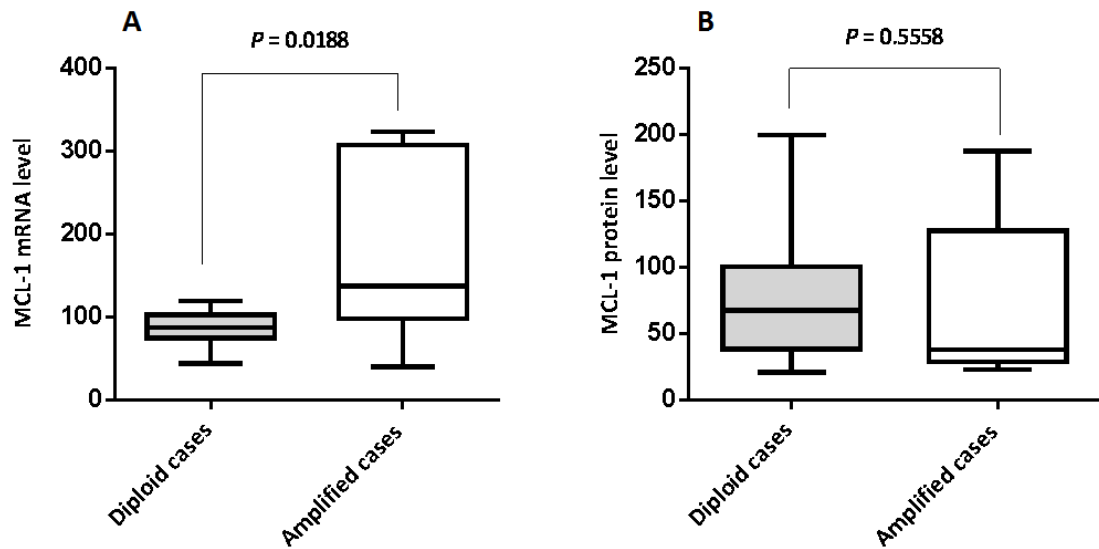 A
P = 0.0188
400
300
200
100
0
MCL-1 mRNA level
Diploid cases
Amplified cases
B
P = 0.5558
250
200
150
100
50
0
MCL-1 protein level
Diploid cases
Amplified cases